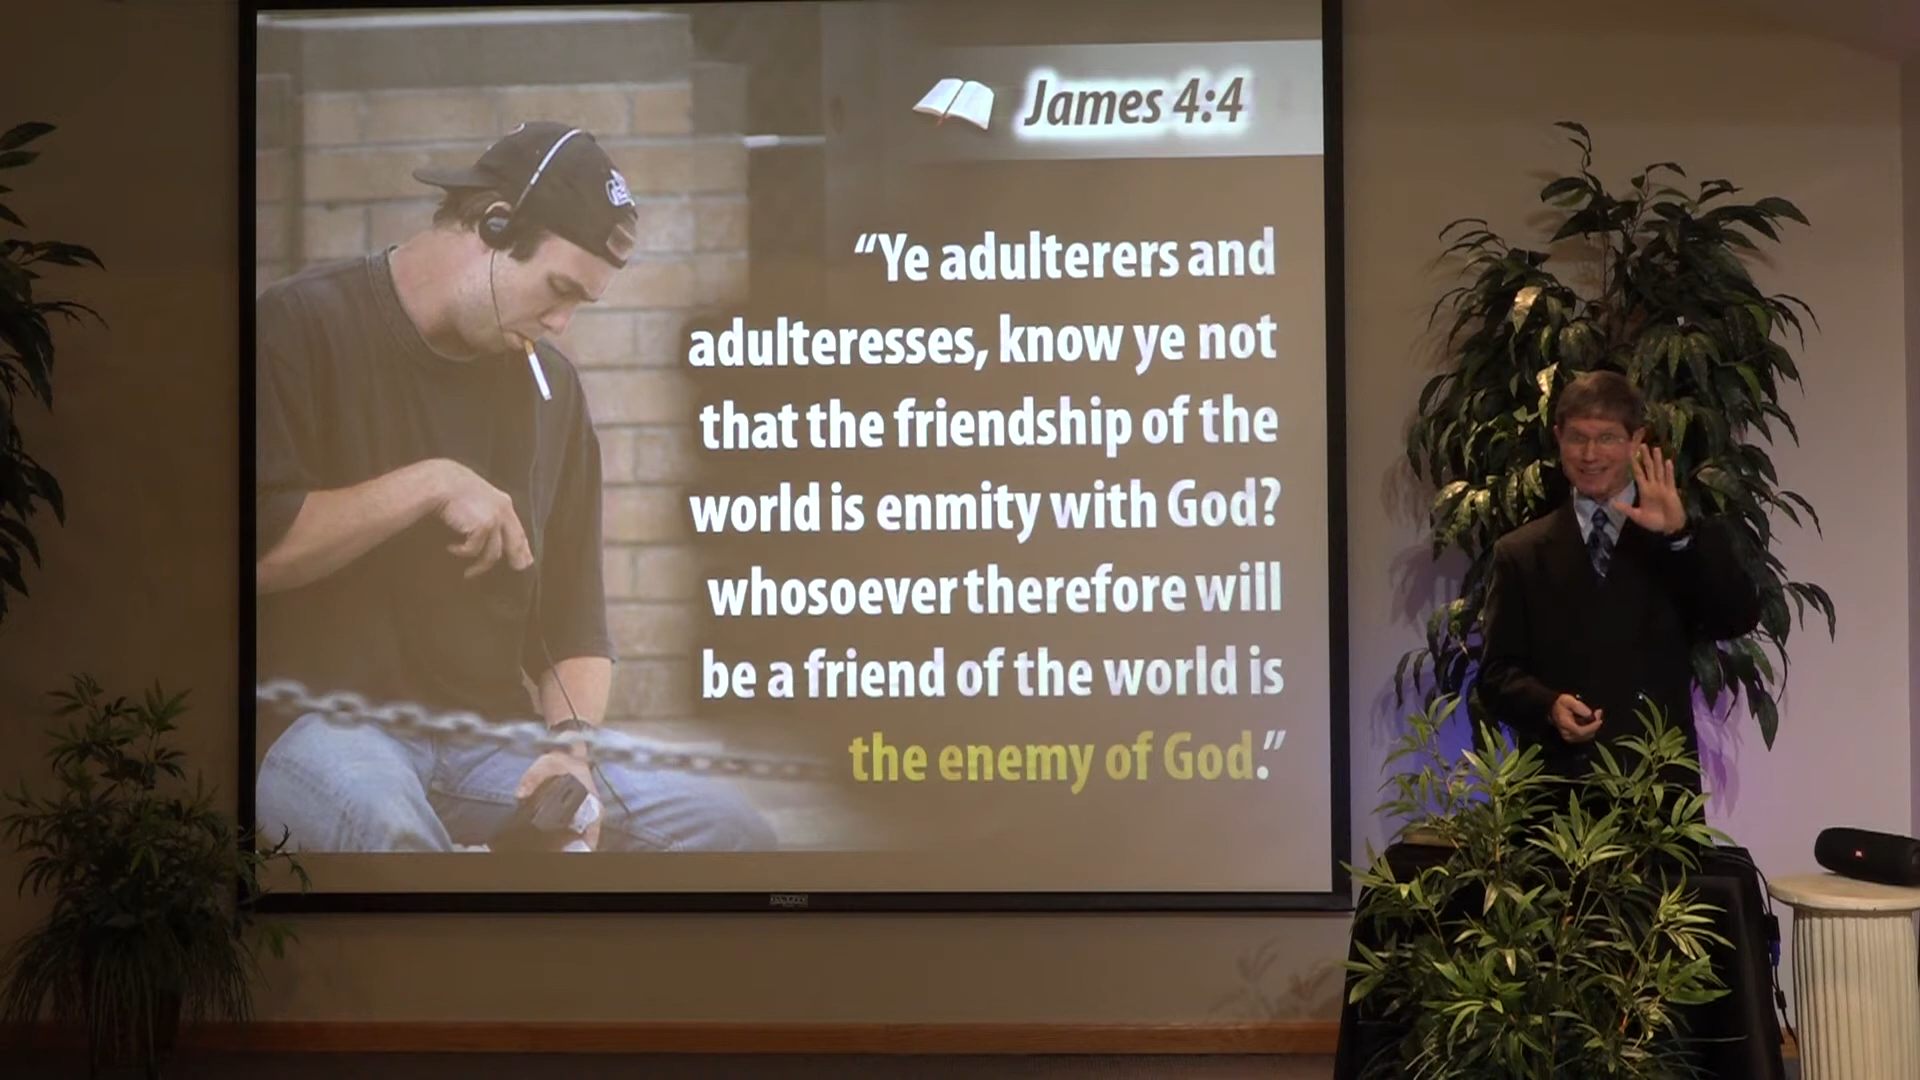 James 4:4
“Ye adulterers and
adulteresses, know ye not
that the friendship of the
world is enmity with God?
whosoever therefore will
be a friend of the world is
the enemy of God.”
JBL